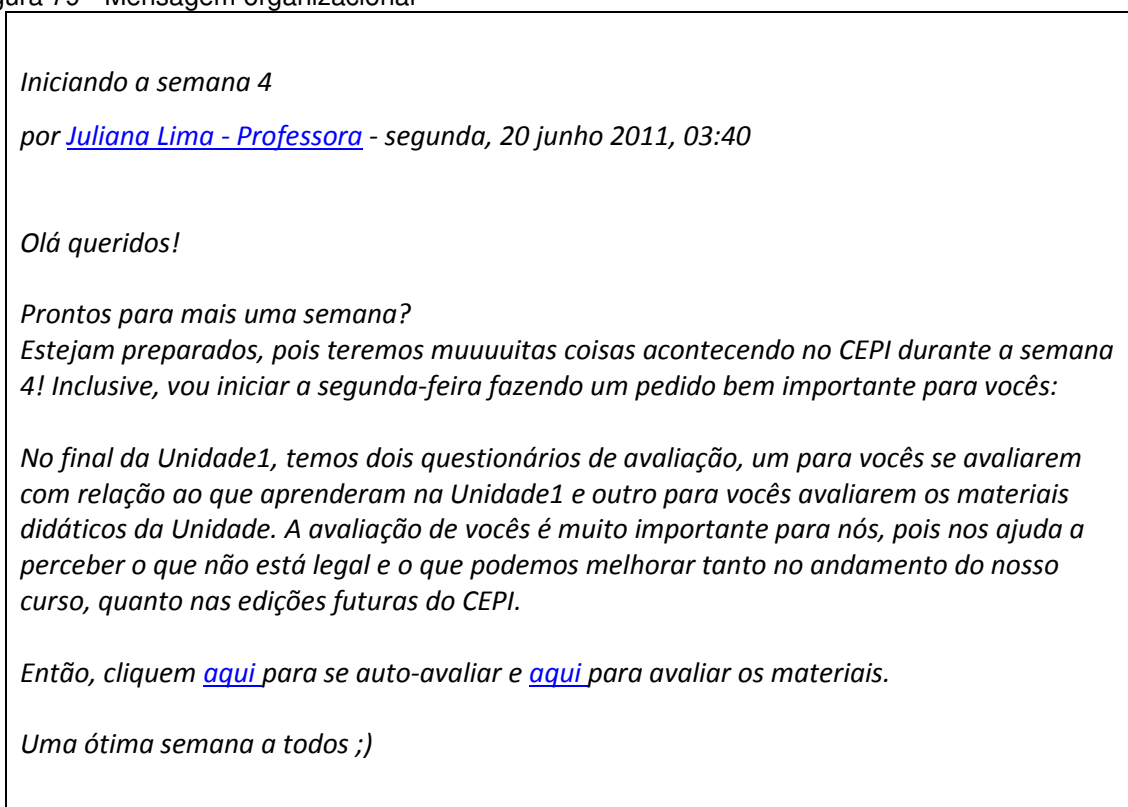 Iniciando a semana 4
por Juliana Lima - Professora - segunda, 20 junho 2011, 03:40
Olá queridos!
Prontos para mais uma semana?
Estejam preparados, pois teremos muuuuitas coisas acontecendo no CEPI durante a semana
4! Inclusive, vou iniciar a segunda-feira fazendo um pedido bem importante para vocês:
No final da Unidade1, temos dois questionários de avaliação, um para vocês se avaliarem
com relação ao que aprenderam na Unidade1 e outro para vocês avaliarem os materiais
didáticos da Unidade. A avaliação de vocês é muito importante para nós, pois nos ajuda a
perceber o que não está legal e o que podemos melhorar tanto no andamento do nosso
curso, quanto nas edições futuras do CEPI.
Então, cliquem aqui para se auto-avaliar e aqui para avaliar os materiais.
Uma ótima semana a todos ;)